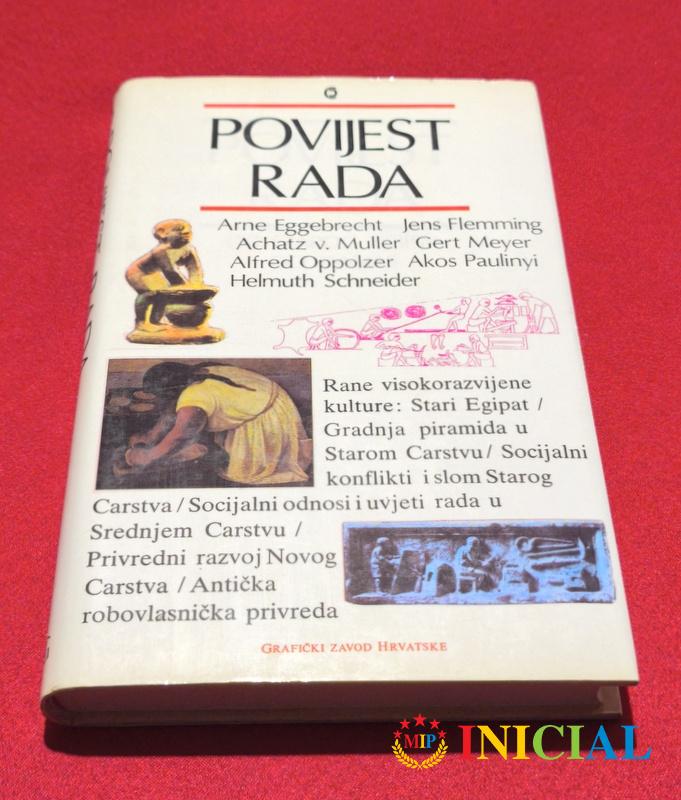 POVIJEST
RADA
Arne Eggebrecht Jens Flemming
Achatz v. Muller Gert Meyer
Alfred Oppolzer Akos Paulinyi
Helmuth Schneider
Rane visokorazvijene
kulture: Stari Egipat /
Gradnja piramida u
Starom Carstvu / Socijalni
konflikti i slom Starog
Carstva / Socijalni odnosi i uvjeti rada u
Srednjem Carstvu /
Privredni razvoj Novog
Carstva / Antička
robovlasnička privreda
GRAFIČKI ZAVOD HRVATSKE
MIP INICIAL